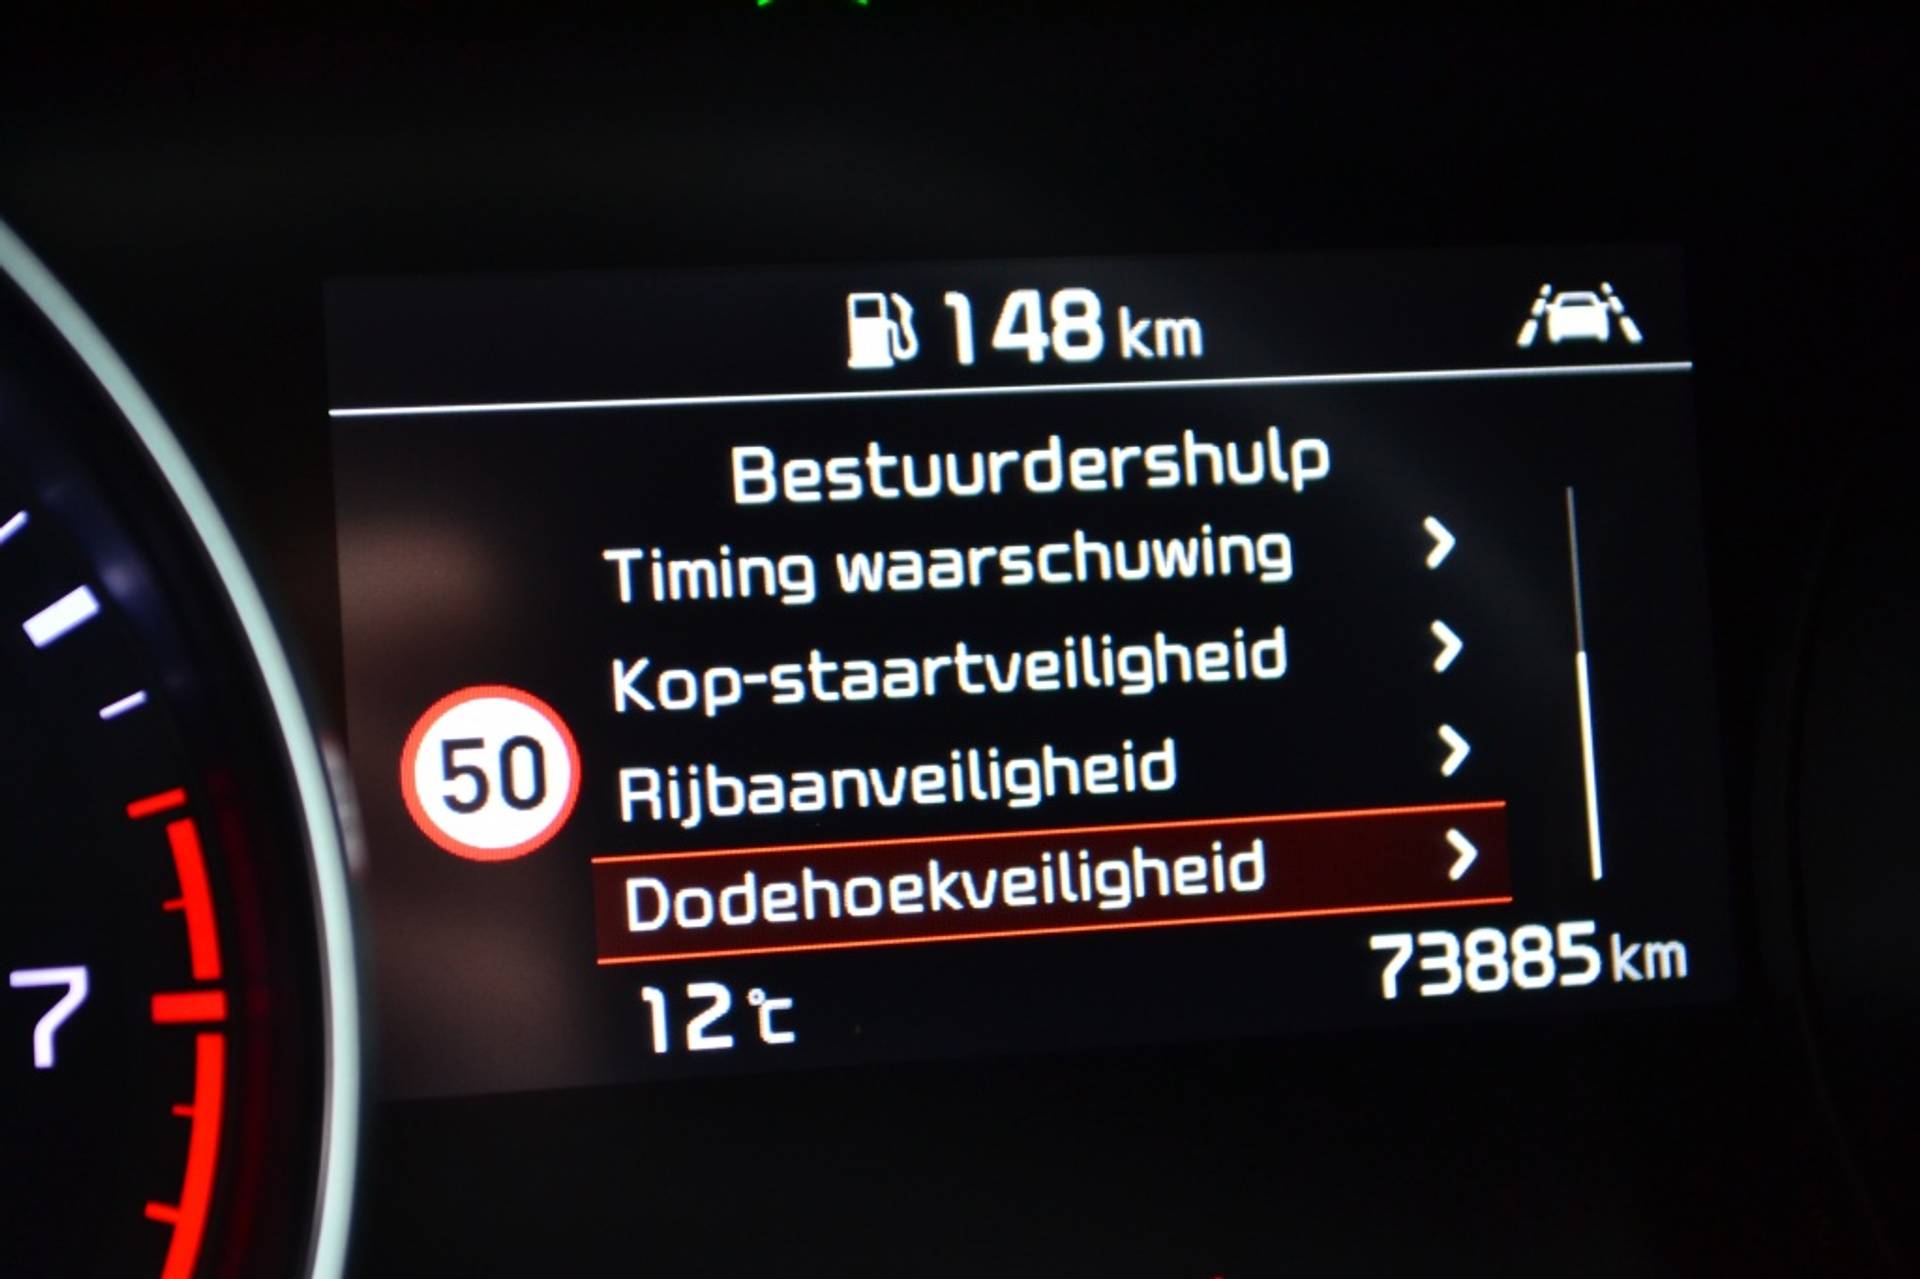 148 km
Bestuurdershulp
Timing waarschuwing
Kop-staartveiligheid
50
Rijbaanveiligheid
Dodehoekveiligheid
73885 km
12 °C
7